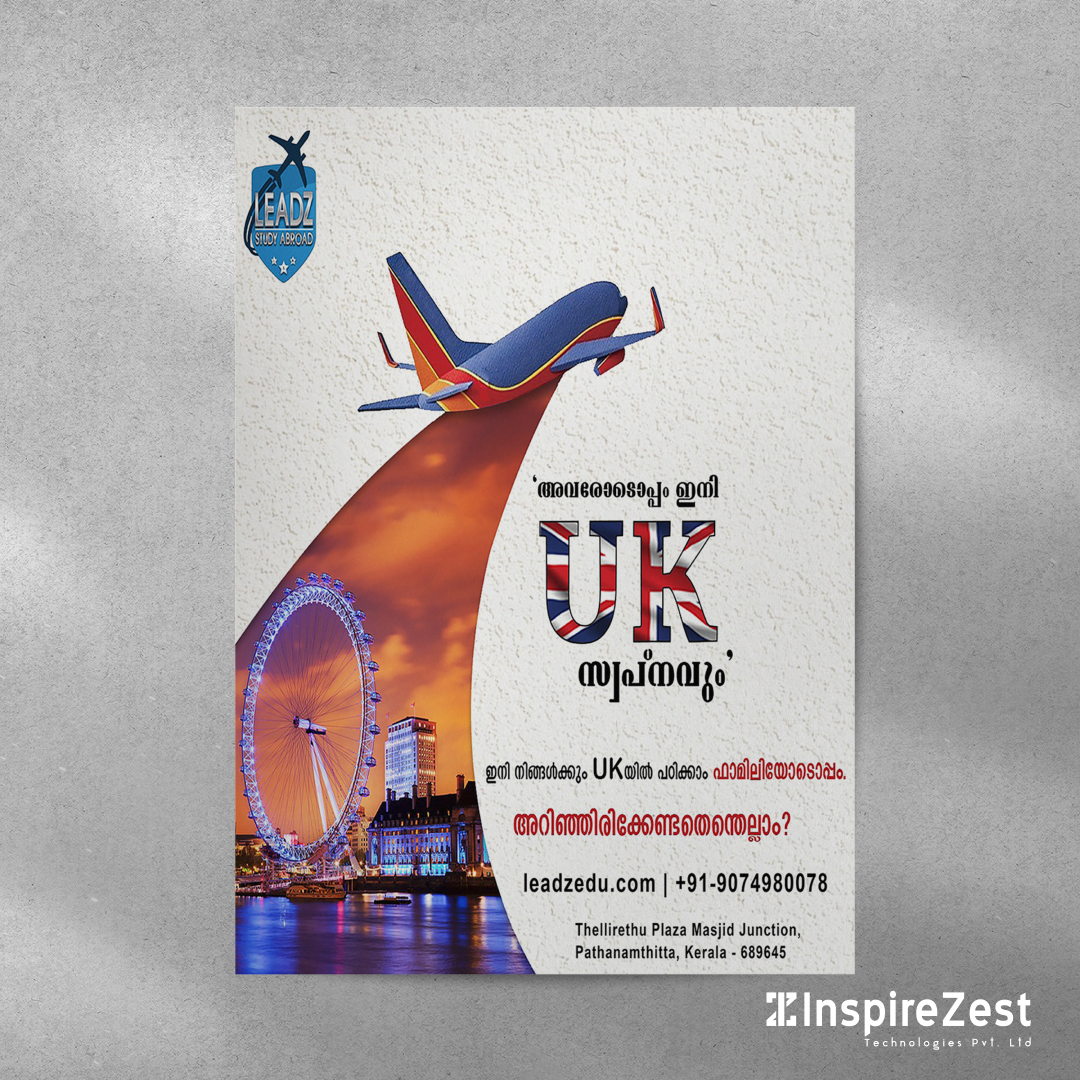 LEADZ
STUDY ABROAD
‘അവരോടൊപ്പം ഇനി
UK
സ്വപ്നവും’
ഇനി നിങ്ങൾക്കും UKയിൽ പഠിക്കാം ഫാമിലിയോടൊപ്പം.
അറിഞ്ഞിരിക്കേണ്ടതെന്തെല്ലാം?
leadzedu.com | +91-9074980078
Thellirethu Plaza Masjid Junction,
Pathanamthitta, Kerala - 689645
InspireZest
Technologies Pvt. Ltd